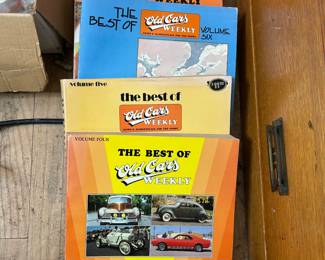 WEEKLY
THE
BEST OF
Old Cars
WEEKLY
VOLUME
SIX
volume five
the best of
Old Cars
WEEKLY
VOLUME FOUR
THE BEST OF
Old Cars
WEEKLY